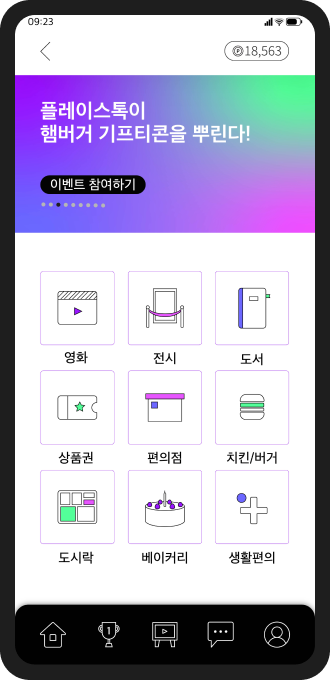 09:23
Ⓟ18,563
플레이스톡이
햄버거 기프티콘을 뿌린다!
이벤트 참여하기
영화
전시
도서
상품권
편의점
치킨/버거
도시락
베이커리
생활편의
1